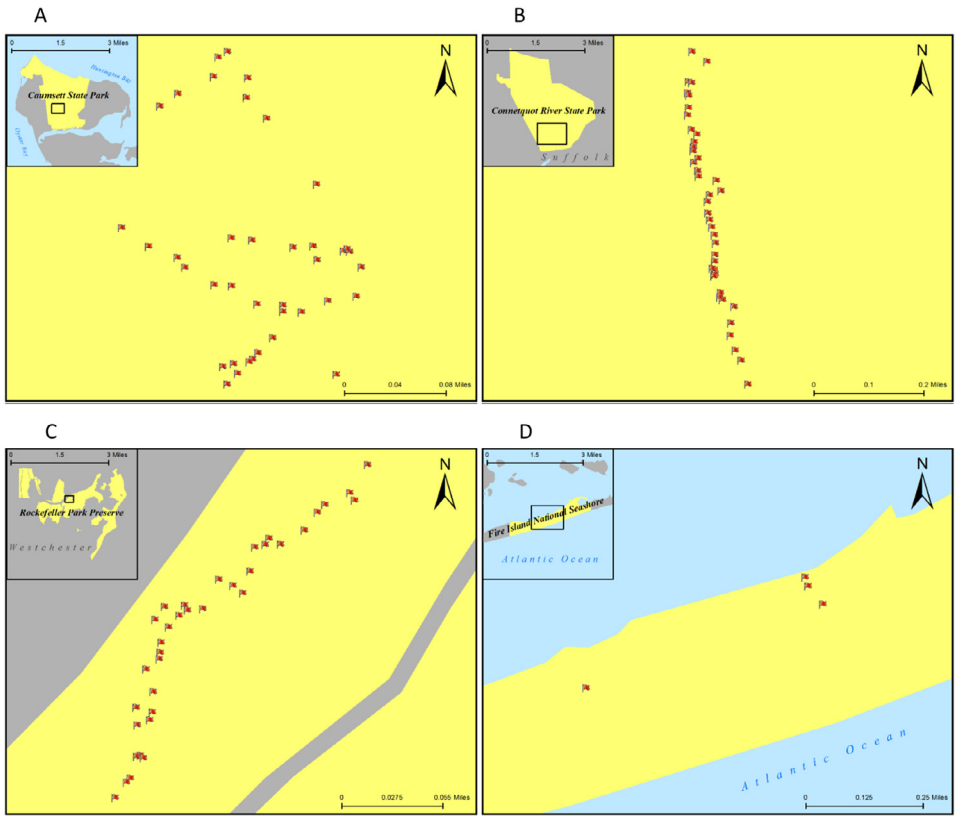 A
0 1.5 3 Miles
Huntington Bay
Caumsett State Park
Oyster Bay
N
0 0.04 0.08 Miles
B
0 1.5 3 Miles
Connetquot River State Park
Suffolk
N
0 0.1 0.2 Miles
C
0 1.5 3 Miles
Rockefeller Park Preserve
Westchester
N
0 0.0275 0.055 Miles
D
0 1.5 3 Miles
Fire Island National Seashore
Atlantic Ocean
N
Atlantic Ocean
0 0.125 0.25 Miles